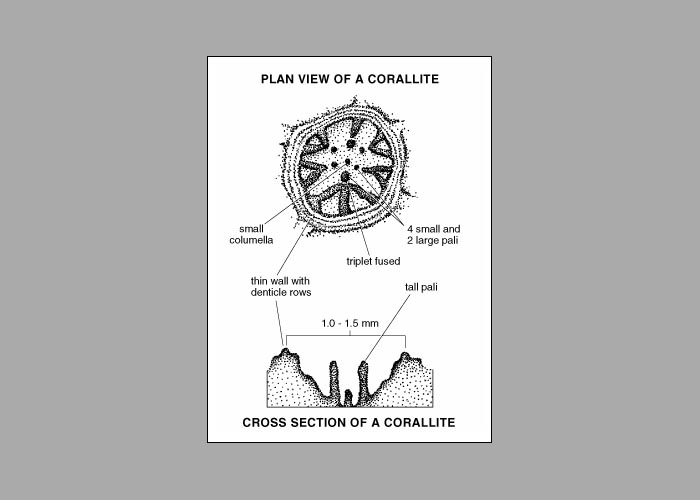 PLAN VIEW OF A CORALLITE
small
columella
4 small and
2 large pali
triplet fused
thin wall with
denticle rows
tall pali
1.0 - 1.5 mm
CROSS SECTION OF A CORALLITE